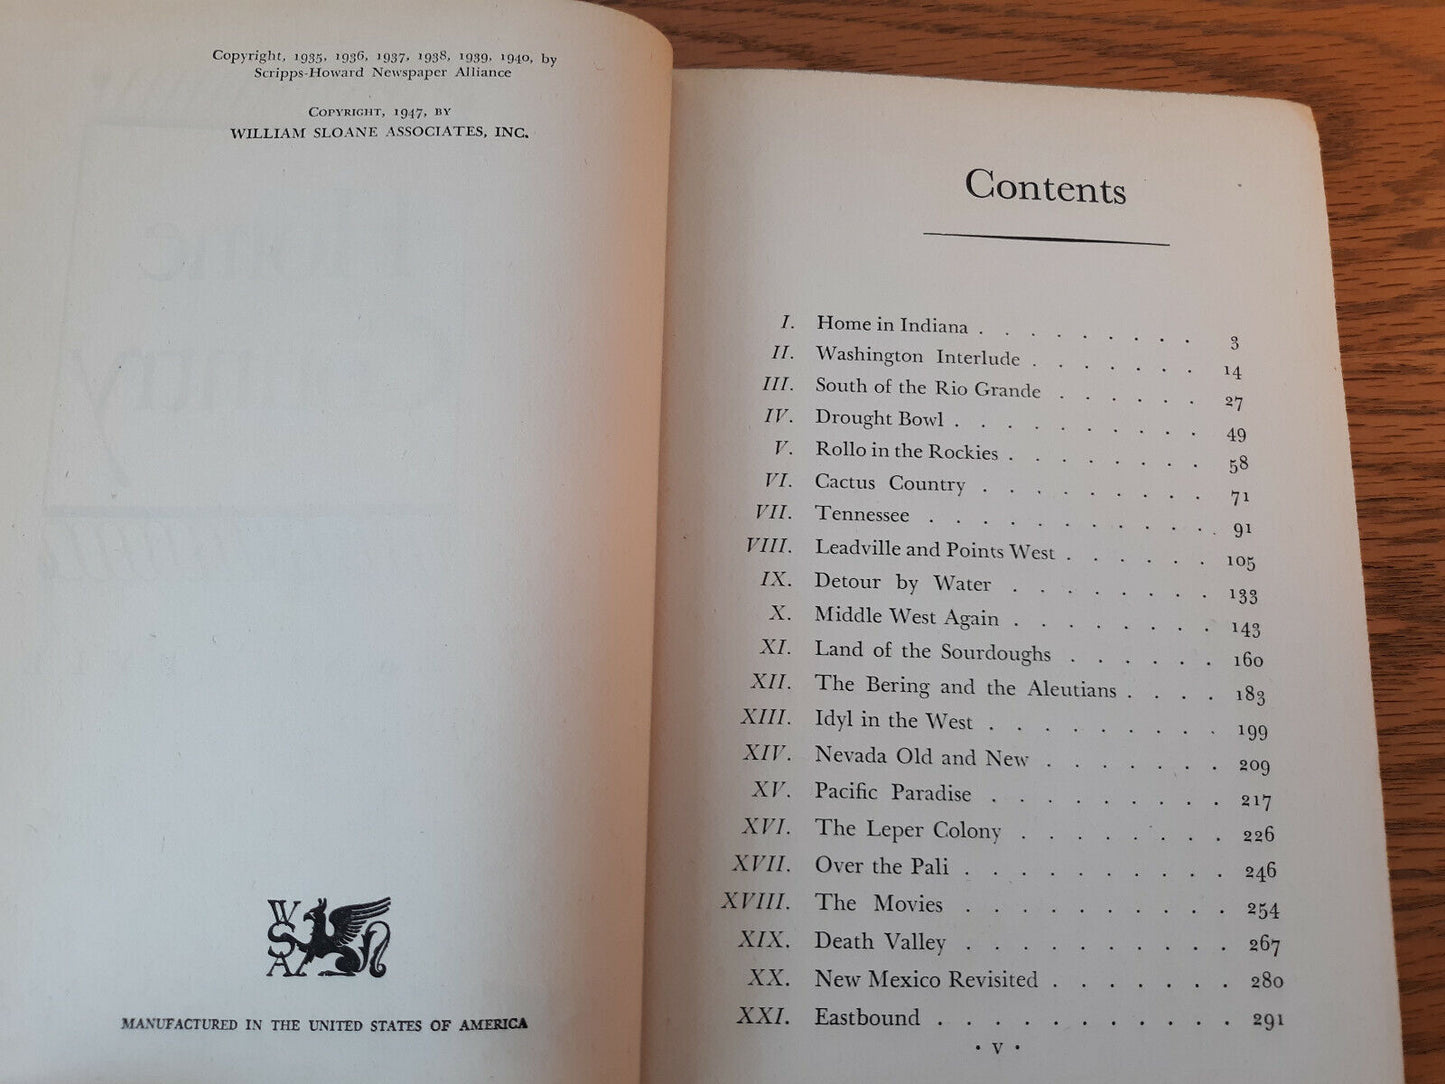 Copyright, 1935, 1936, 1937, 1938, 1939, 1940, by
Scripps-Howard Newspaper Alliance
COPYRIGHT, 1947, BY
WILLIAM SLOANE ASSOCIATES, INC.
W
S
A
MANUFACTURED IN THE UNITED STATES OF AMERICA
Contents
I. Home in Indiana . . . . . . . . . 3
II. Washington Interlude . . . . . . . 14
III. South of the Rio Grande . . . . . . 27
IV. Drought Bowl . . . . . . . . . . 49
V. Rollo in the Rockies . . . . . . . . 58
VI. Cactus Country . . . . . . . . . 71
VII. Tennessee . . . . . . . . . . . . 91
VIII. Leadville and Points West . . . . . . 105
IX. Detour by Water . . . . . . . . 133
X. Middle West Again . . . . . . . . 143
XI. Land of the Sourdoughs . . . . . . 160
XII. The Bering and the Aleutians . . . . 183
XIII. Idyl in the West . . . . . . . . . 199
XIV. Nevada Old and New . . . . . . . 209
XV. Pacific Paradise . . . . . . . . . 217
XVI. The Leper Colony . . . . . . . . 226
XVII. Over the Pali . . . . . . . . . . 246
XVIII. The Movies . . . . . . . . . . 254
XIX. Death Valley . . . . . . . . . . 267
XX. New Mexico Revisited . . . . . . . 280
XXI. Eastbound . . . . . . . . . . . 291
· v ·